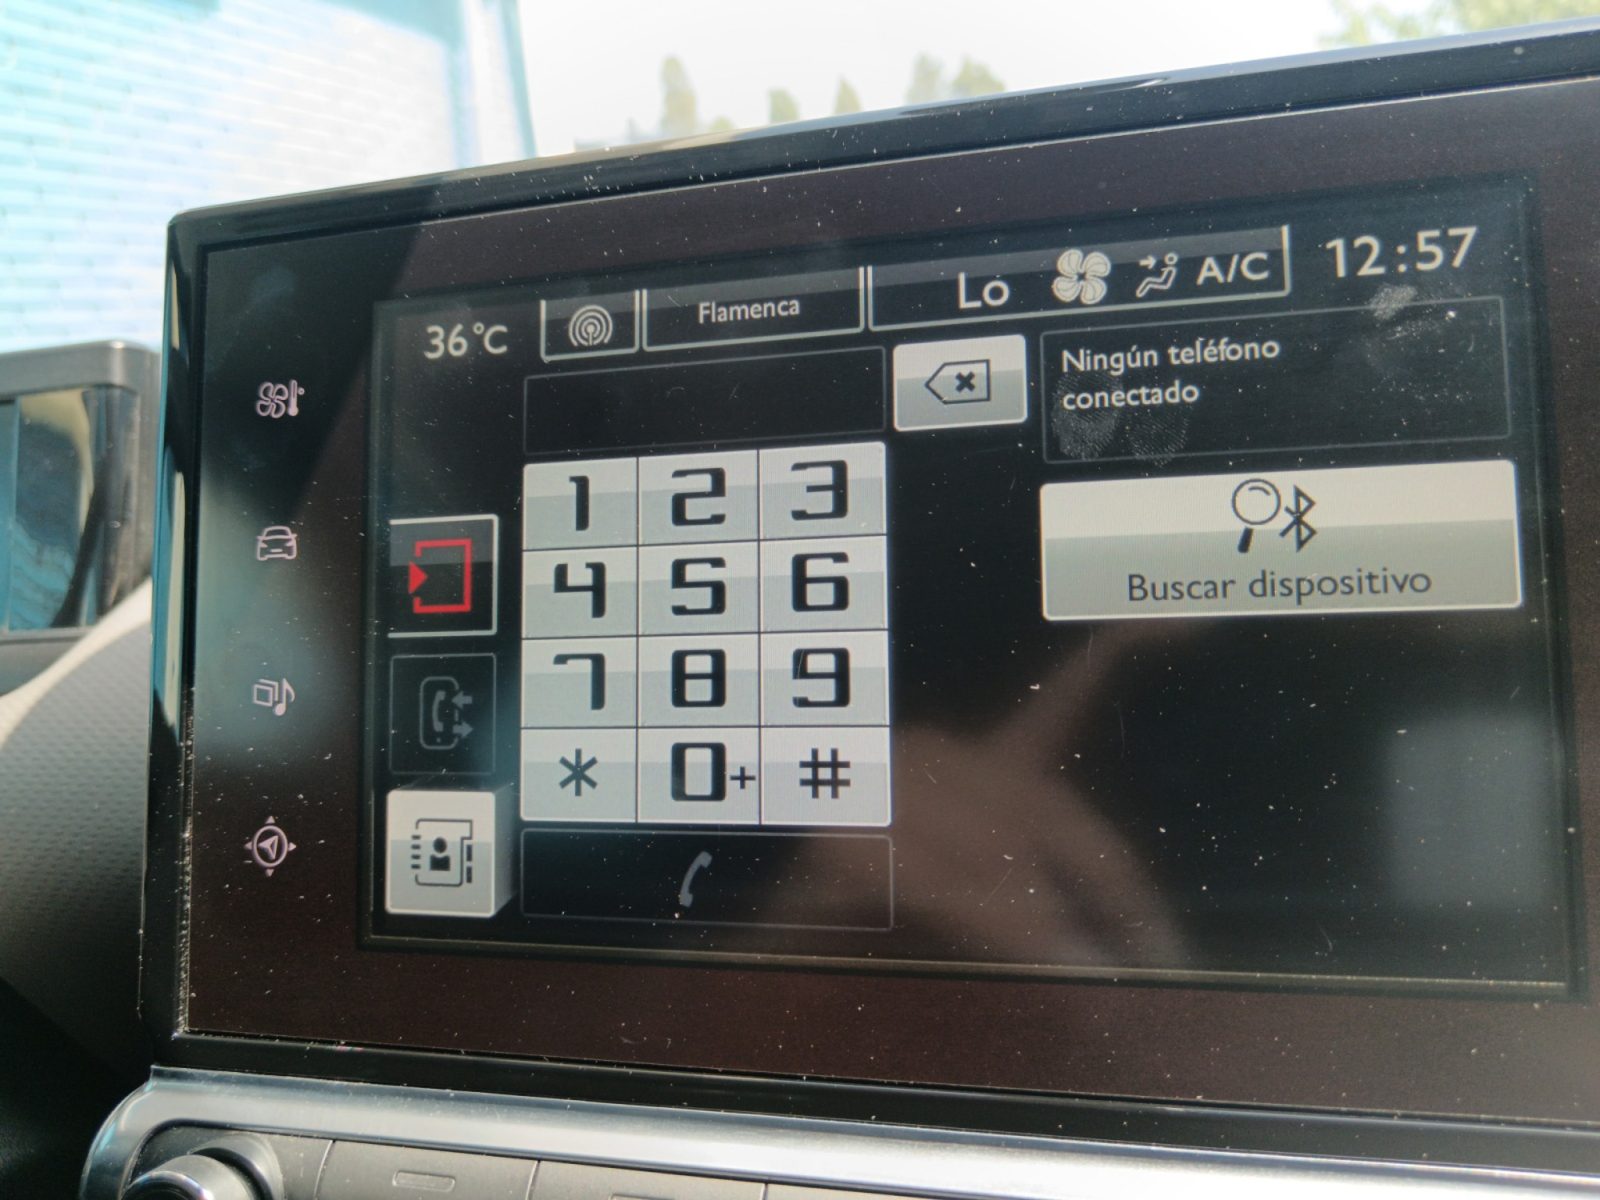 36°C
Flamenca
Lo
A/C
12:57
Ningún teléfono
conectado
1 2 3
4 5 6
7 8 9
* 0+ #
Buscar dispositivo